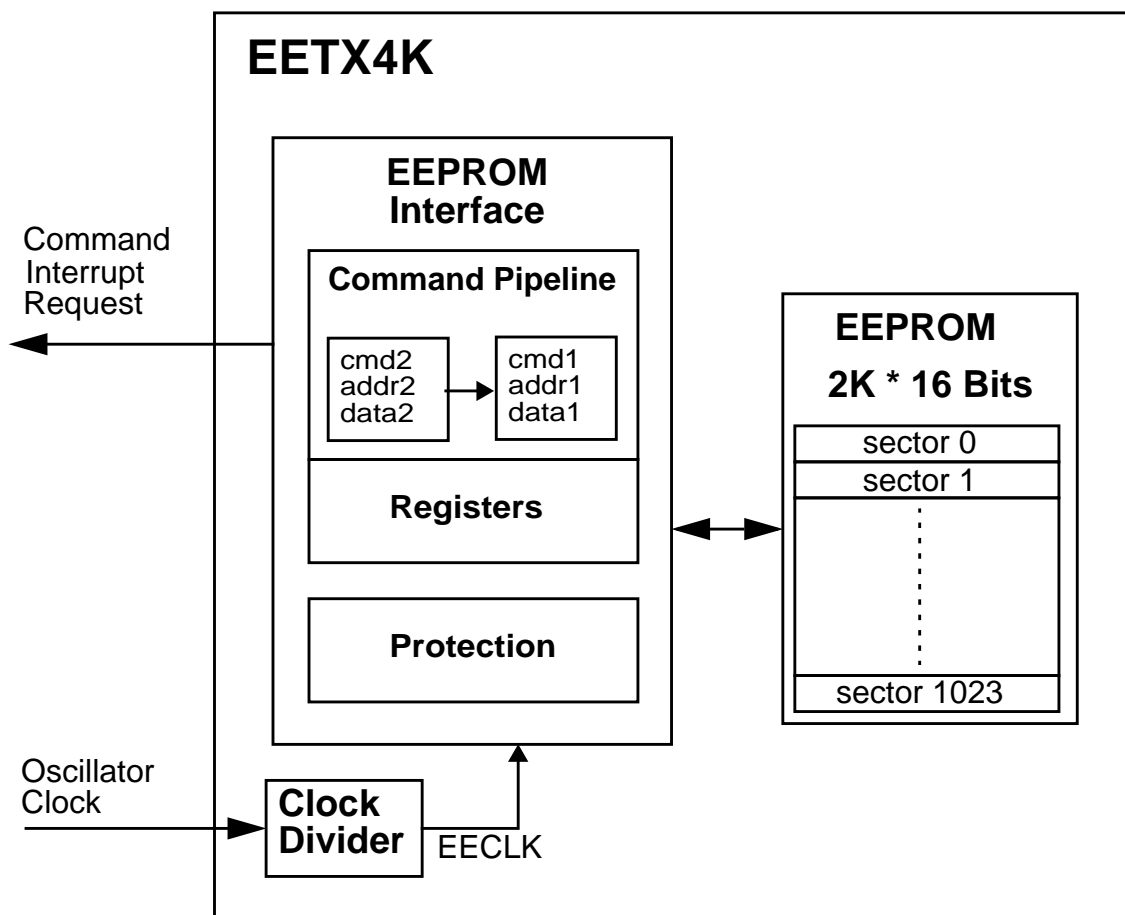 EETX4K
EEPROM
Interface
Command
Interrupt
Request
Command Pipeline
cmd2
addr2
data2
cmd1
addr1
data1
Registers
Protection
EEPROM
2K * 16 Bits
sector 0
sector 1
sector 1023
Oscillator
Clock
Clock
Divider
EECLK